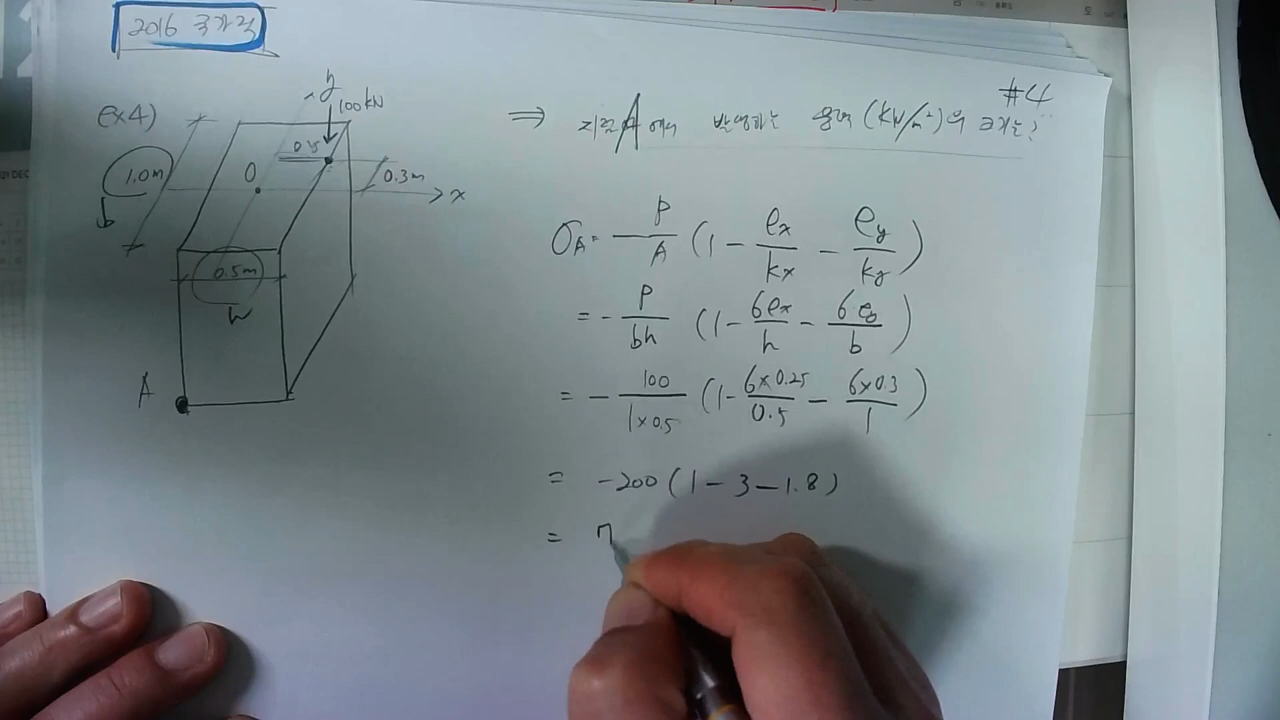 2016 국가직
#4
ex4)
y
100kN
⇒ 지점 A에서 발생하는 응력 (kN/m²)의 크기는?
1.0m
b
O
0.3m
x
0.5m
h
A
σA = - P/A (1 - ex/kx - ey/ky)
= - P/bh (1 - 6ex/h - 6ey/b)
= - 100/1×0.5 (1 - 6×0.25/0.5 - 6×0.3/1)
= -200 (1 - 3 - 1.8)
= 7